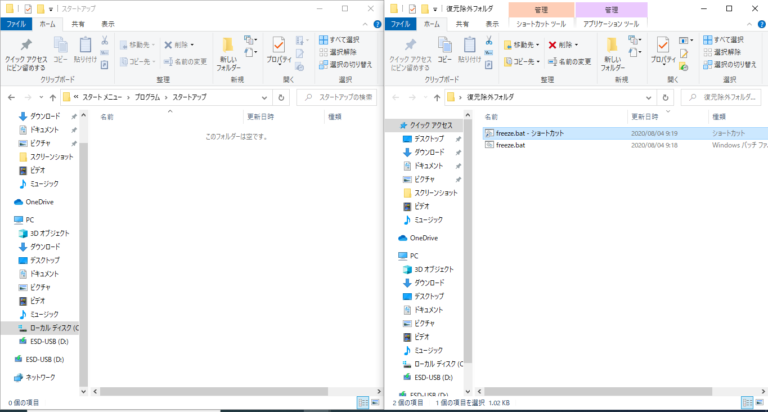 スタートアップ
ファイル ホーム 共有 表示
クイック アクセス
にピン留めする
コピー 貼り付け
移動先 削除
コピー先 名前の変更
新しい
フォルダー
プロパティ
開く
すべて選択
選択解除
選択の切り替え
クリップボード 整理 新規 開く 選択
« スタート メニュー › プログラム › スタートアップ
スタートアップの検索
名前 更新日時 種類
このフォルダーは空です。
ダウンロード
ドキュメント
ピクチャ
スクリーンショット
ビデオ
ミュージック
OneDrive
PC
3D オブジェクト
ダウンロード
デスクトップ
ドキュメント
ピクチャ
ビデオ
ミュージック
ローカル ディスク (C
ESD-USB (D:)
ESD-USB (D:)
ネットワーク
0 個の項目
復元除外フォルダ
管理 管理
ファイル ホーム 共有 表示 ショートカット ツール アプリケーション ツール
クイック アクセス
にピン留めする
コピー 貼り付け
移動先 削除
コピー先 名前の変更
新しい
フォルダー
プロパティ
すべて選択
選択解除
選択の切り替え
クリップボード 整理 新規 開く 選択
› 復元除外フォルダ
復元除外フォルダ...
名前 更新日時 種類
freeze.bat - ショートカット 2020/08/04 9:19 ショートカット
freeze.bat 2020/08/04 9:18 Windows バッチ ファ
クイック アクセス
デスクトップ
ダウンロード
ドキュメント
ピクチャ
スクリーンショット
ビデオ
ミュージック
OneDrive
PC
3D オブジェクト
ダウンロード
デスクトップ
ドキュメント
ピクチャ
ビデオ
ミュージック
ローカル ディスク (C
ESD-USB (D:)
ESD-USB (D:)
2 個の項目 1 個の項目を選択 1.02 KB